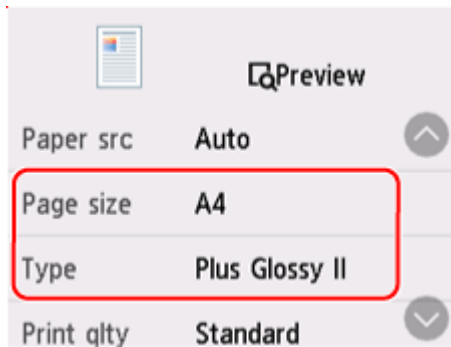 Preview
Paper src Auto
Page size A4
Type Plus Glossy II
Print qlty Standard